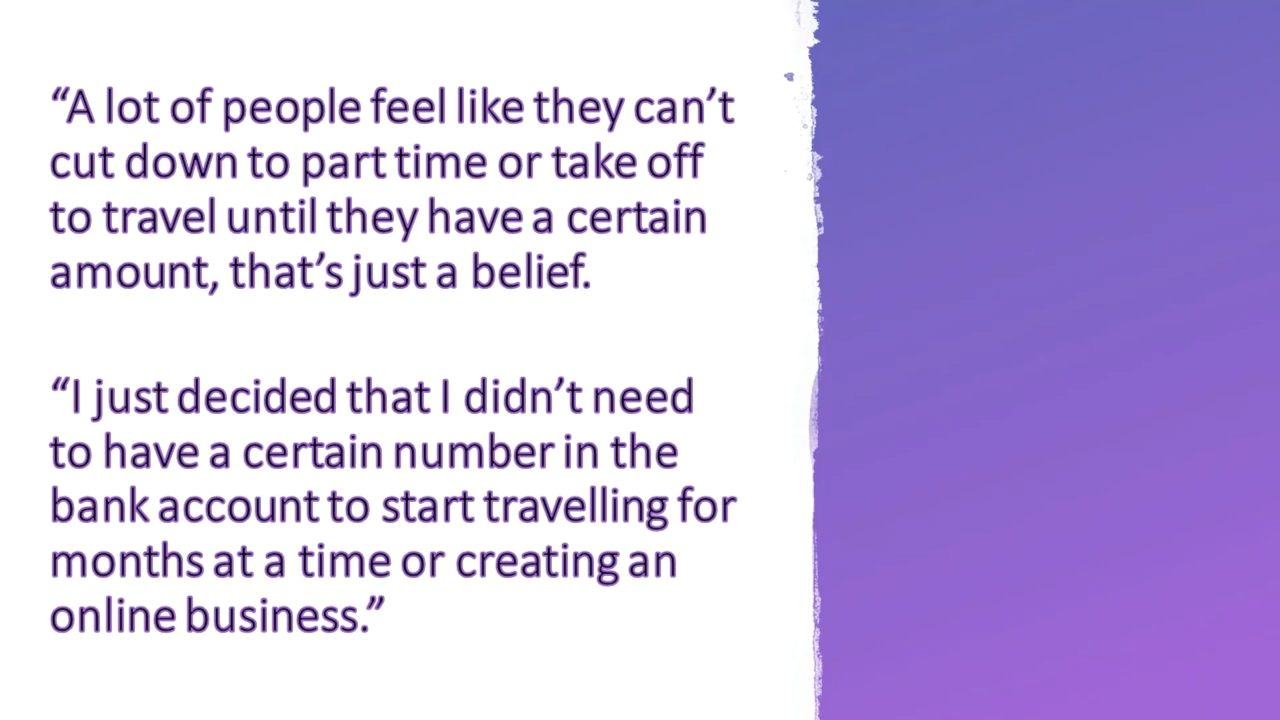 “A lot of people feel like they can’t
cut down to part time or take off
to travel until they have a certain
amount, that’s just a belief.
“I just decided that I didn’t need
to have a certain number in the
bank account to start travelling for
months at a time or creating an
online business.”